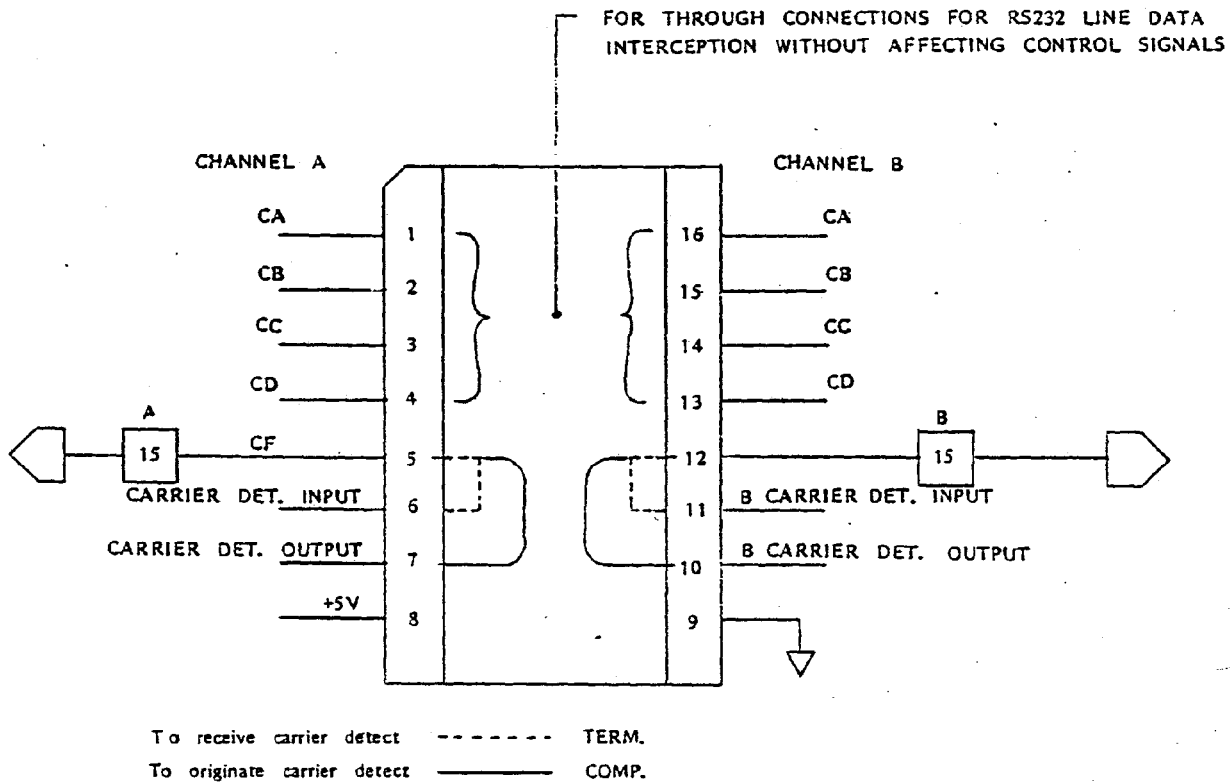 FOR THROUGH CONNECTIONS FOR RS232 LINE DATA
INTERCEPTION WITHOUT AFFECTING CONTROL SIGNALS
CHANNEL A
CHANNEL B
CA 1 16 CA
CB 2 15 CB
CC 3 14 CC
CD 4 13 CD
A
B
15 CF 5 12 15
CARRIER DET. INPUT 6 11 B CARRIER DET. INPUT
CARRIER DET. OUTPUT 7 10 B CARRIER DET. OUTPUT
+5V 8 9
To receive carrier detect TERM.
To originate carrier detect COMP.